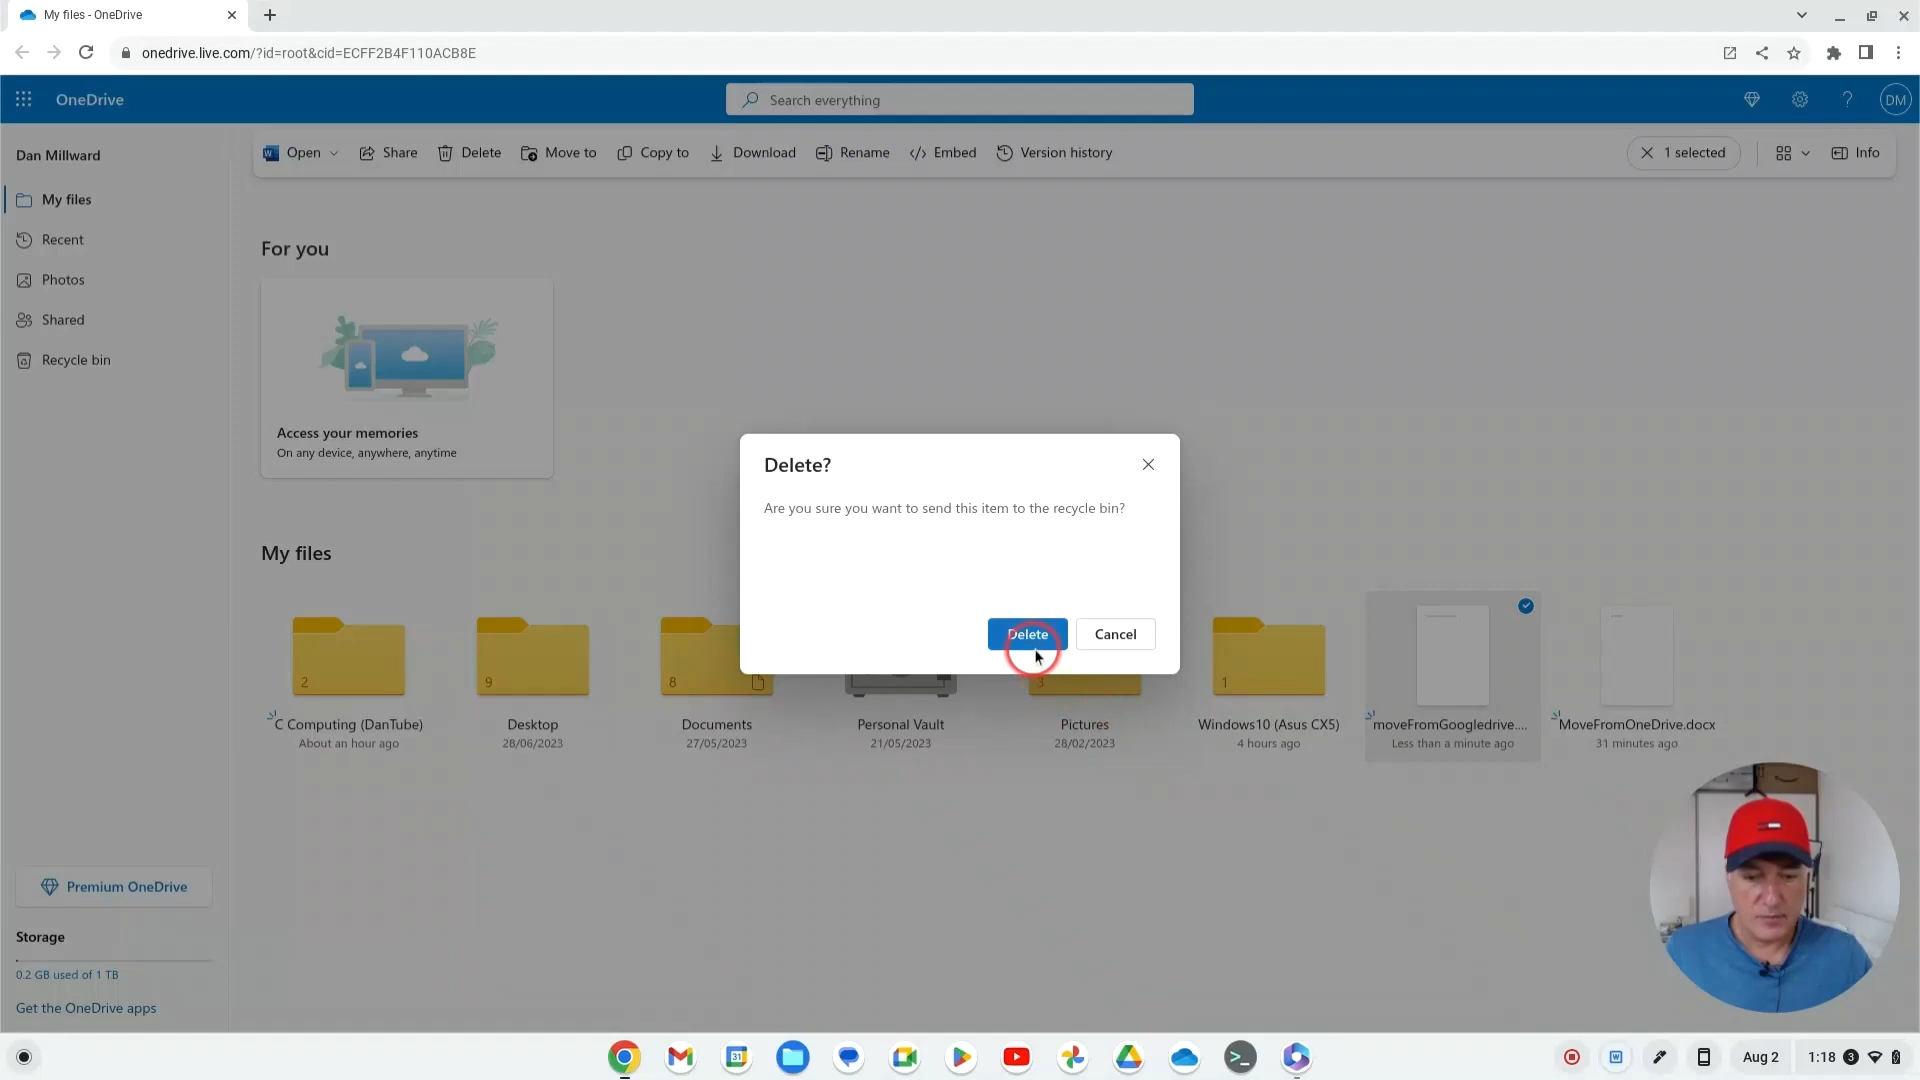 My files - OneDrive
onedrive.live.com/?id=root&cid=ECFF2B4F110ACB8E
OneDrive
Search everything
DM
Dan Millward
Open
Share
Delete
Move to
Copy to
Download
Rename
Embed
Version history
1 selected
Info
My files
Recent
Photos
Shared
Recycle bin
For you
Access your memories
On any device, anywhere, anytime
Delete?
Are you sure you want to send this item to the recycle bin?
Delete
Cancel
My files
2
9
8
3
1
C Computing (DanTube)
About an hour ago
Desktop
28/06/2023
Documents
27/05/2023
Personal Vault
21/05/2023
Pictures
28/02/2023
Windows10 (Asus CX5)
4 hours ago
moveFromGoogledrive....
Less than a minute ago
MoveFromOneDrive.docx
31 minutes ago
Premium OneDrive
Storage
0.2 GB used of 1 TB
Get the OneDrive apps
31
Aug 2
1:18
3